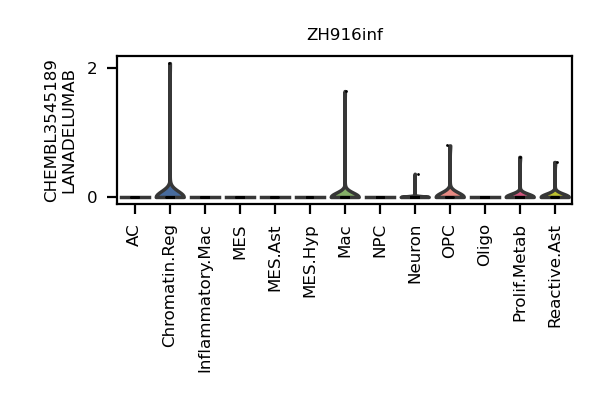 ZH916inf
CHEMBL3545189
LANADELUMAB
2
0
AC
Chromatin.Reg
Inflammatory.Mac
MES
MES.Ast
MES.Hyp
Mac
NPC
Neuron
OPC
Oligo
Prolif.Metab
Reactive.Ast